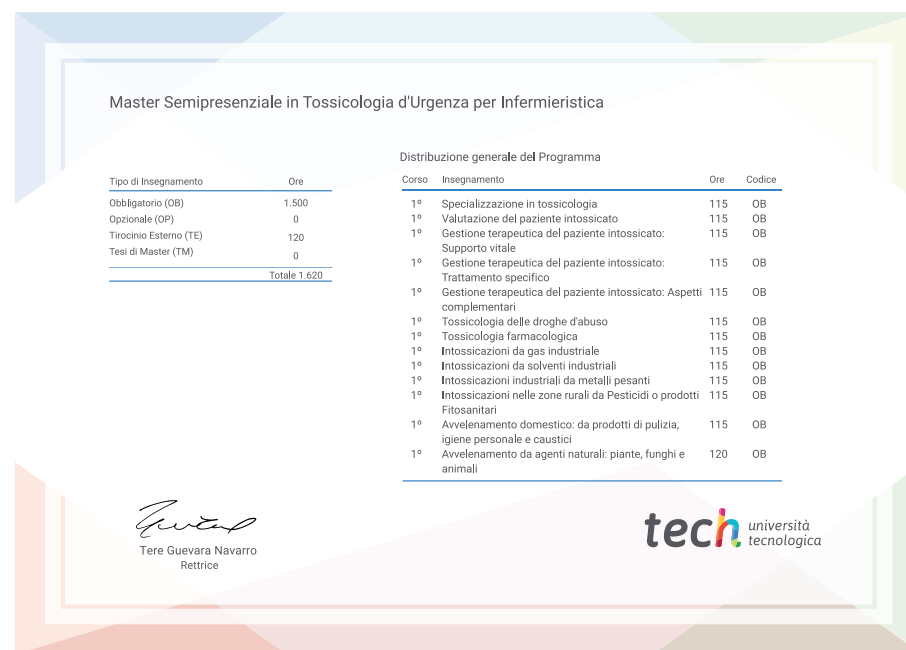 Master Semipresenziale in Tossicologia d'Urgenza per Infermieristica
Tipo di Insegnamento Ore
Obbligatorio (OB) 1.500
Opzionale (OP) 0
Tirocinio Esterno (TE) 120
Tesi di Master (TM) 0
Totale 1.620
Distribuzione generale del Programma
Corso Insegnamento Ore Codice
1º Specializzazione in tossicologia 115 OB
1º Valutazione del paziente intossicato 115 OB
1º Gestione terapeutica del paziente intossicato: 115 OB
Supporto vitale
1º Gestione terapeutica del paziente intossicato: 115 OB
Trattamento specifico
1º Gestione terapeutica del paziente intossicato: Aspetti 115 OB
complementari
1º Tossicologia delle droghe d'abuso 115 OB
1º Tossicologia farmacologica 115 OB
1º Intossicazioni da gas industriale 115 OB
1º Intossicazioni da solventi industriali 115 OB
1º Intossicazioni industriali da metalli pesanti 115 OB
1º Intossicazioni nelle zone rurali da Pesticidi o prodotti 115 OB
Fitosanitari
1º Avvelenamento domestico: da prodotti di pulizia, 115 OB
igiene personale e caustici
1º Avvelenamento da agenti naturali: piante, funghi e 120 OB
animali
Tere Guevara Navarro
Rettrice
tech università
tecnologica